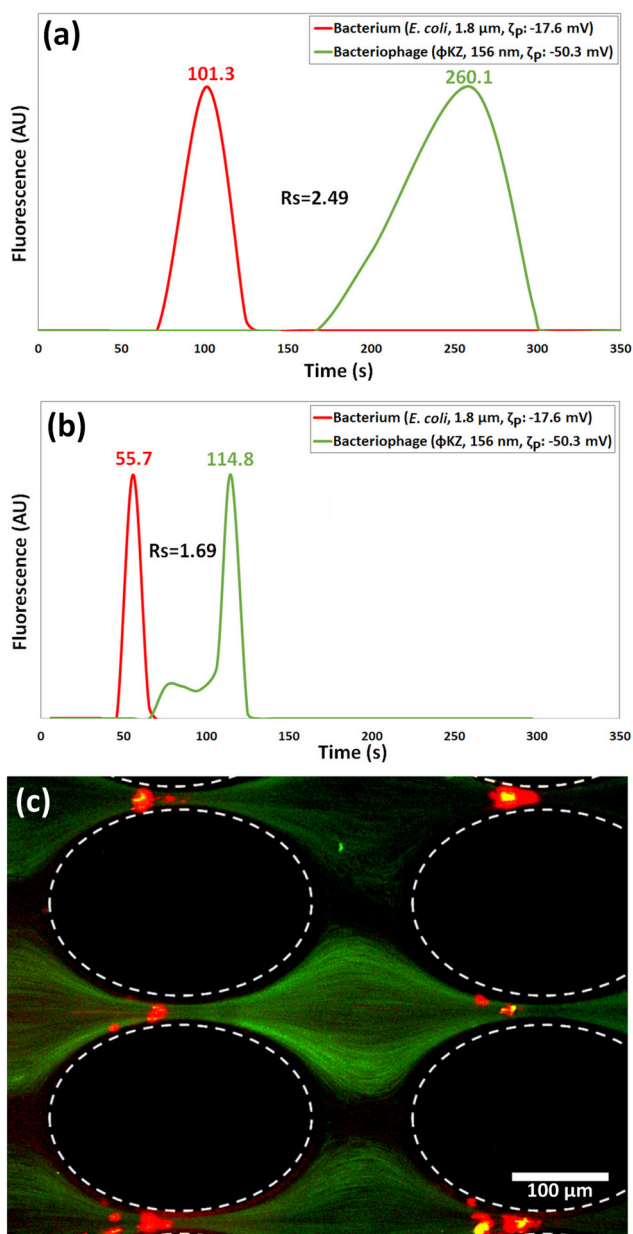 (a)
Bacterium (E. coli, 1.8 µm, ζP: -17.6 mV)
Bacteriophage (ϕKZ, 156 nm, ζP: -50.3 mV)
101.3
260.1
Rs=2.49
Fluorescence (AU)
0 50 100 150 200 250 300 350
Time (s)
(b)
Bacterium (E. coli, 1.8 µm, ζP: -17.6 mV)
Bacteriophage (ϕKZ, 156 nm, ζP: -50.3 mV)
55.7
114.8
Rs=1.69
Fluorescence (AU)
0 50 100 150 200 250 300 350
Time (s)
(c)
100 µm